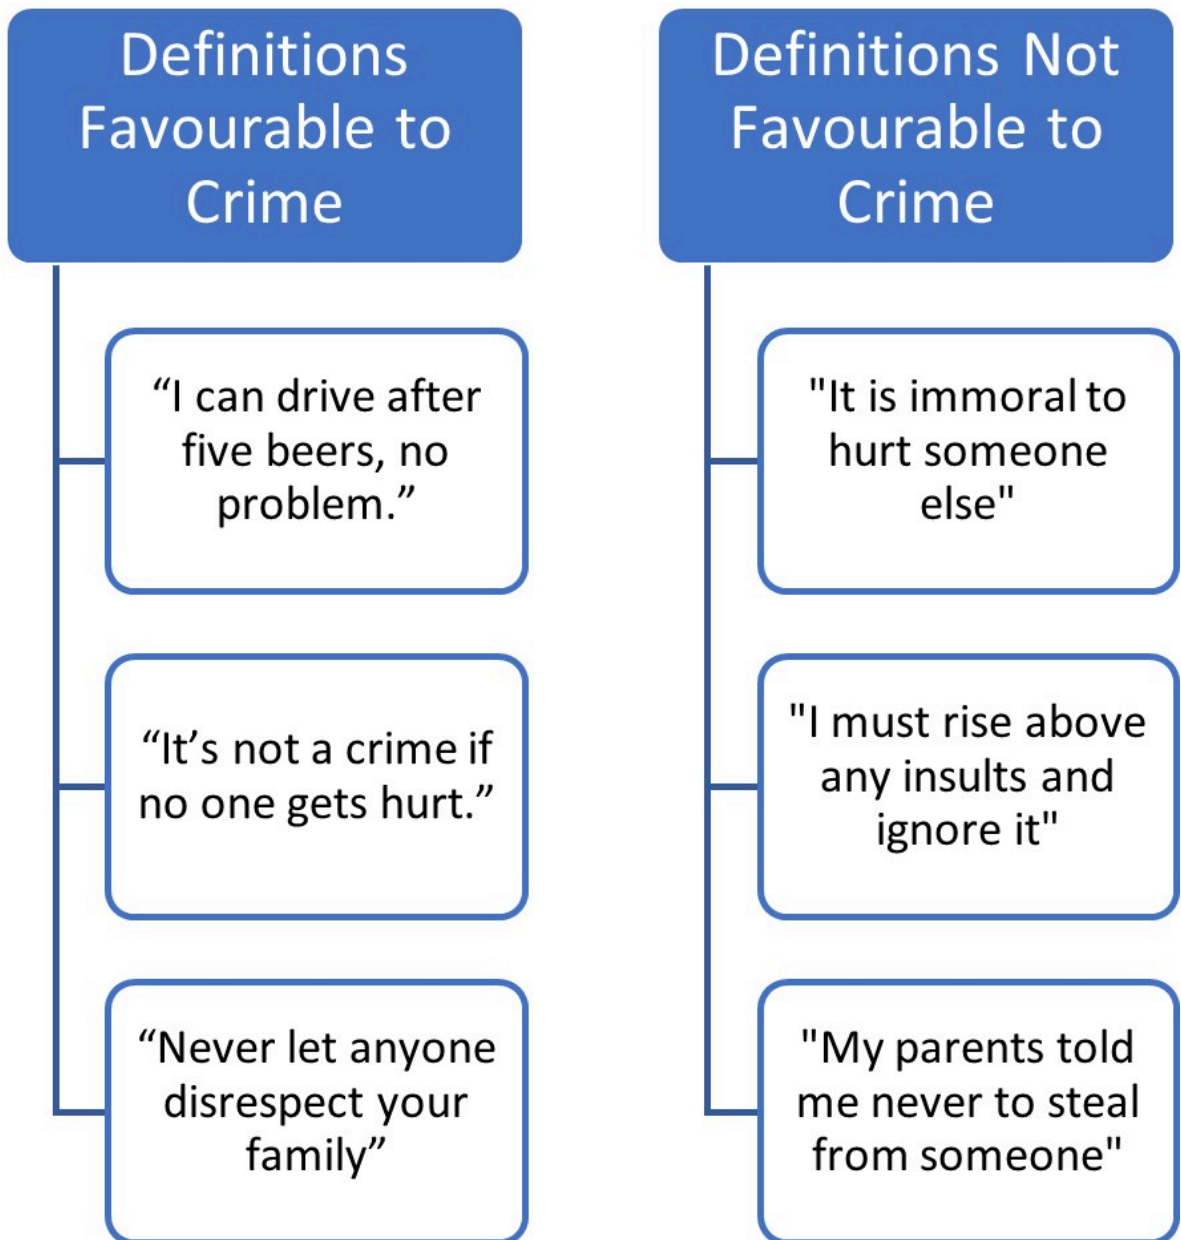 Definitions
Favourable to
Crime
“I can drive after
five beers, no
problem.”
“It’s not a crime if
no one gets hurt.”
“Never let anyone
disrespect your
family”
Definitions Not
Favourable to
Crime
"It is immoral to
hurt someone
else"
"I must rise above
any insults and
ignore it"
"My parents told
me never to steal
from someone"